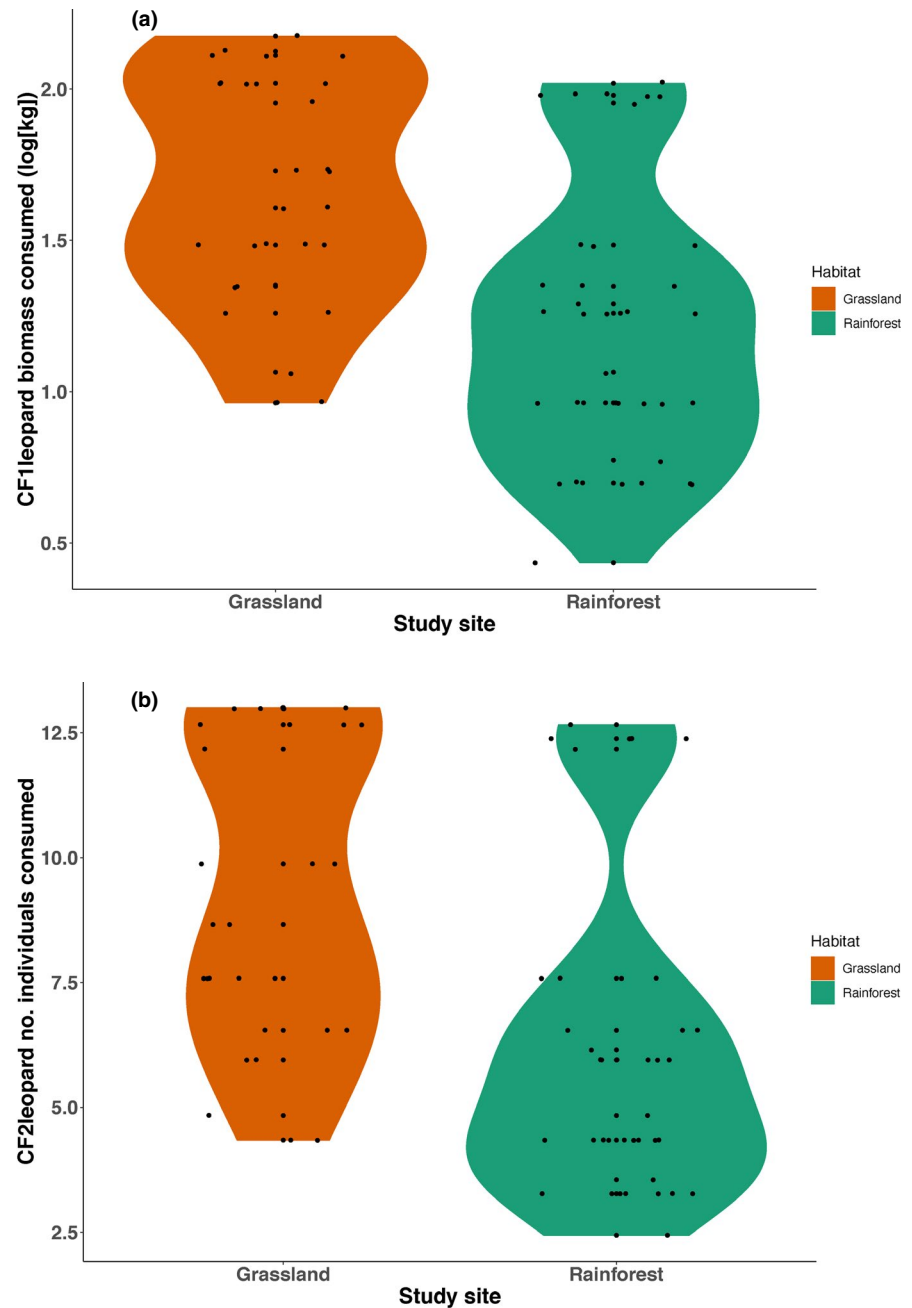 (a)
CF1leopard biomass consumed (log[kg])
2.0
1.5
1.0
0.5
Grassland
Rainforest
Study site
Habitat
Grassland
Rainforest
(b)
CF2leopard no. individuals consumed
12.5
10.0
7.5
5.0
2.5
Grassland
Rainforest
Study site
Habitat
Grassland
Rainforest